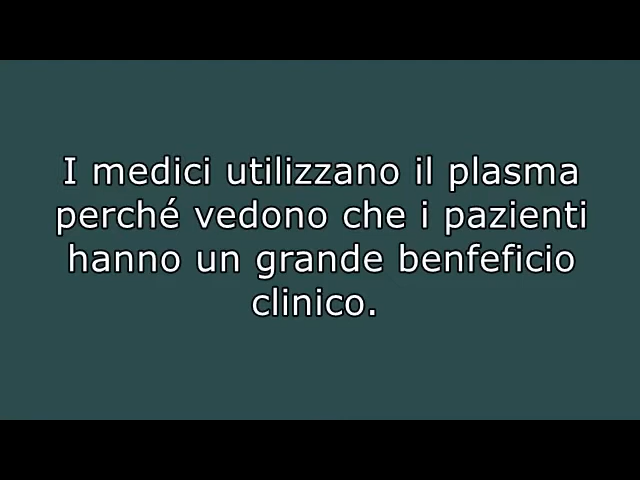 I medici utilizzano il plasma
perché vedono che i pazienti
hanno un grande benfeficio
clinico.